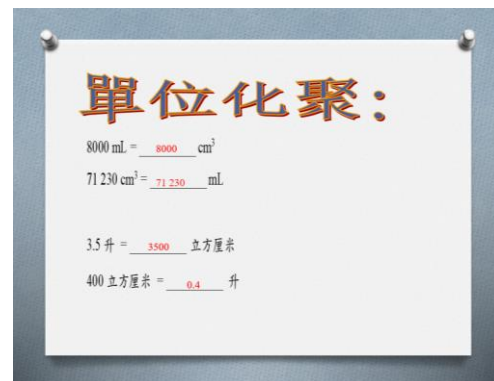 單位化聚：
8000 mL = 8000 cm³
71 230 cm³ = 71 230 mL
3.5 升 = 3500 立方厘米
400 立方厘米 = 0.4 升